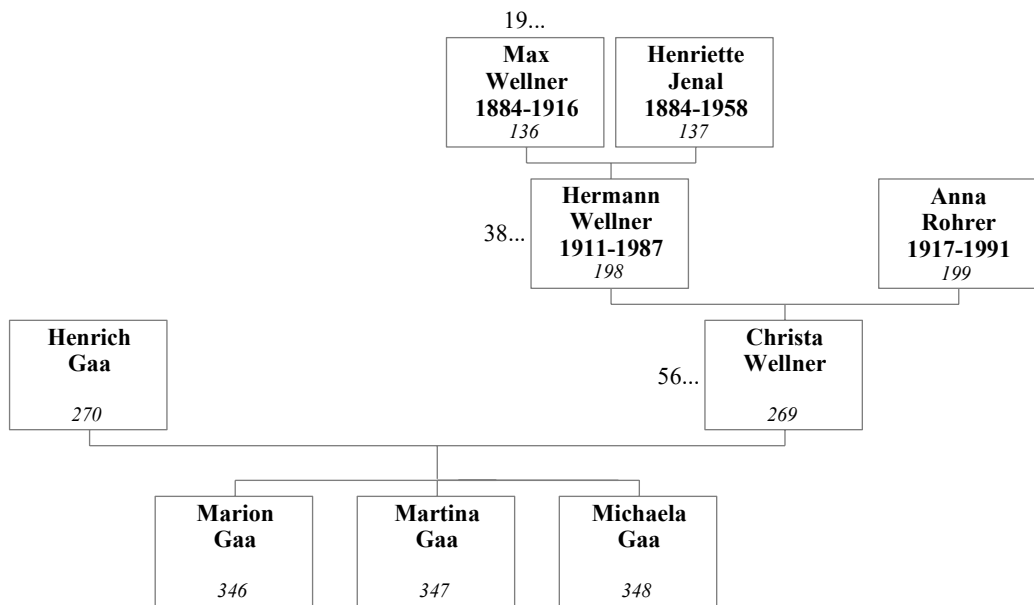 19...
Max
Wellner
1884-1916
136
Henriette
Jenal
1884-1958
137
38...
Hermann
Wellner
1911-1987
198
Anna
Rohrer
1917-1991
199
Henrich
Gaa
270
56...
Christa
Wellner
269
Marion
Gaa
346
Martina
Gaa
347
Michaela
Gaa
348